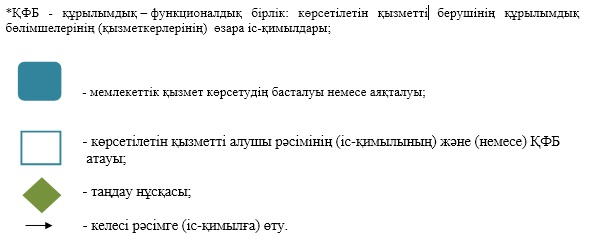 *ҚФБ - құрылымдық – функционалдық бірлік: көрсетілетін қызметті берушінің құрылымдық
бөлімшелерінің (қызметкерлерінің) өзара іс-қимылдары;
- мемлекеттік қызмет көрсетудің басталуы немесе аяқталуы;
- көрсетілетін қызметті алушы рәсімінің (іс-қимылының) және (немесе) ҚФБ
атауы;
- таңдау нұсқасы;
- келесі рәсімге (іс-қимылға) өту.